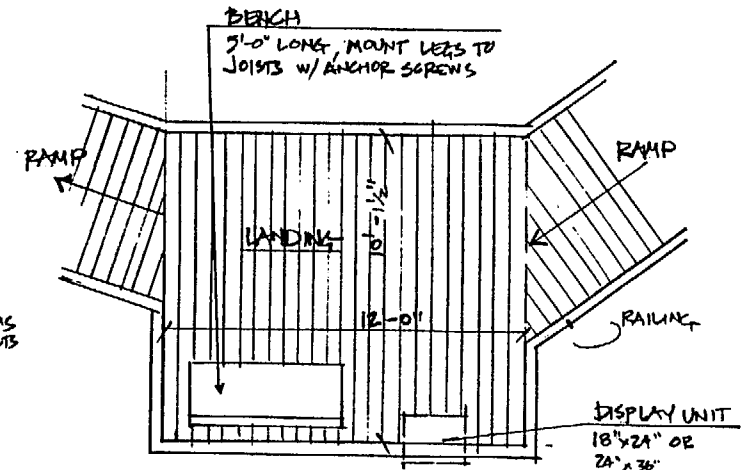 BENCH
5'-0" LONG, MOUNT LEGS TO
JOISTS W/ ANCHOR SCREWS
RAMP
RAMP
LANDING
10'-1½"
12'-0"
RAILING
DISPLAY UNIT
18"x24" OR
24"x36"